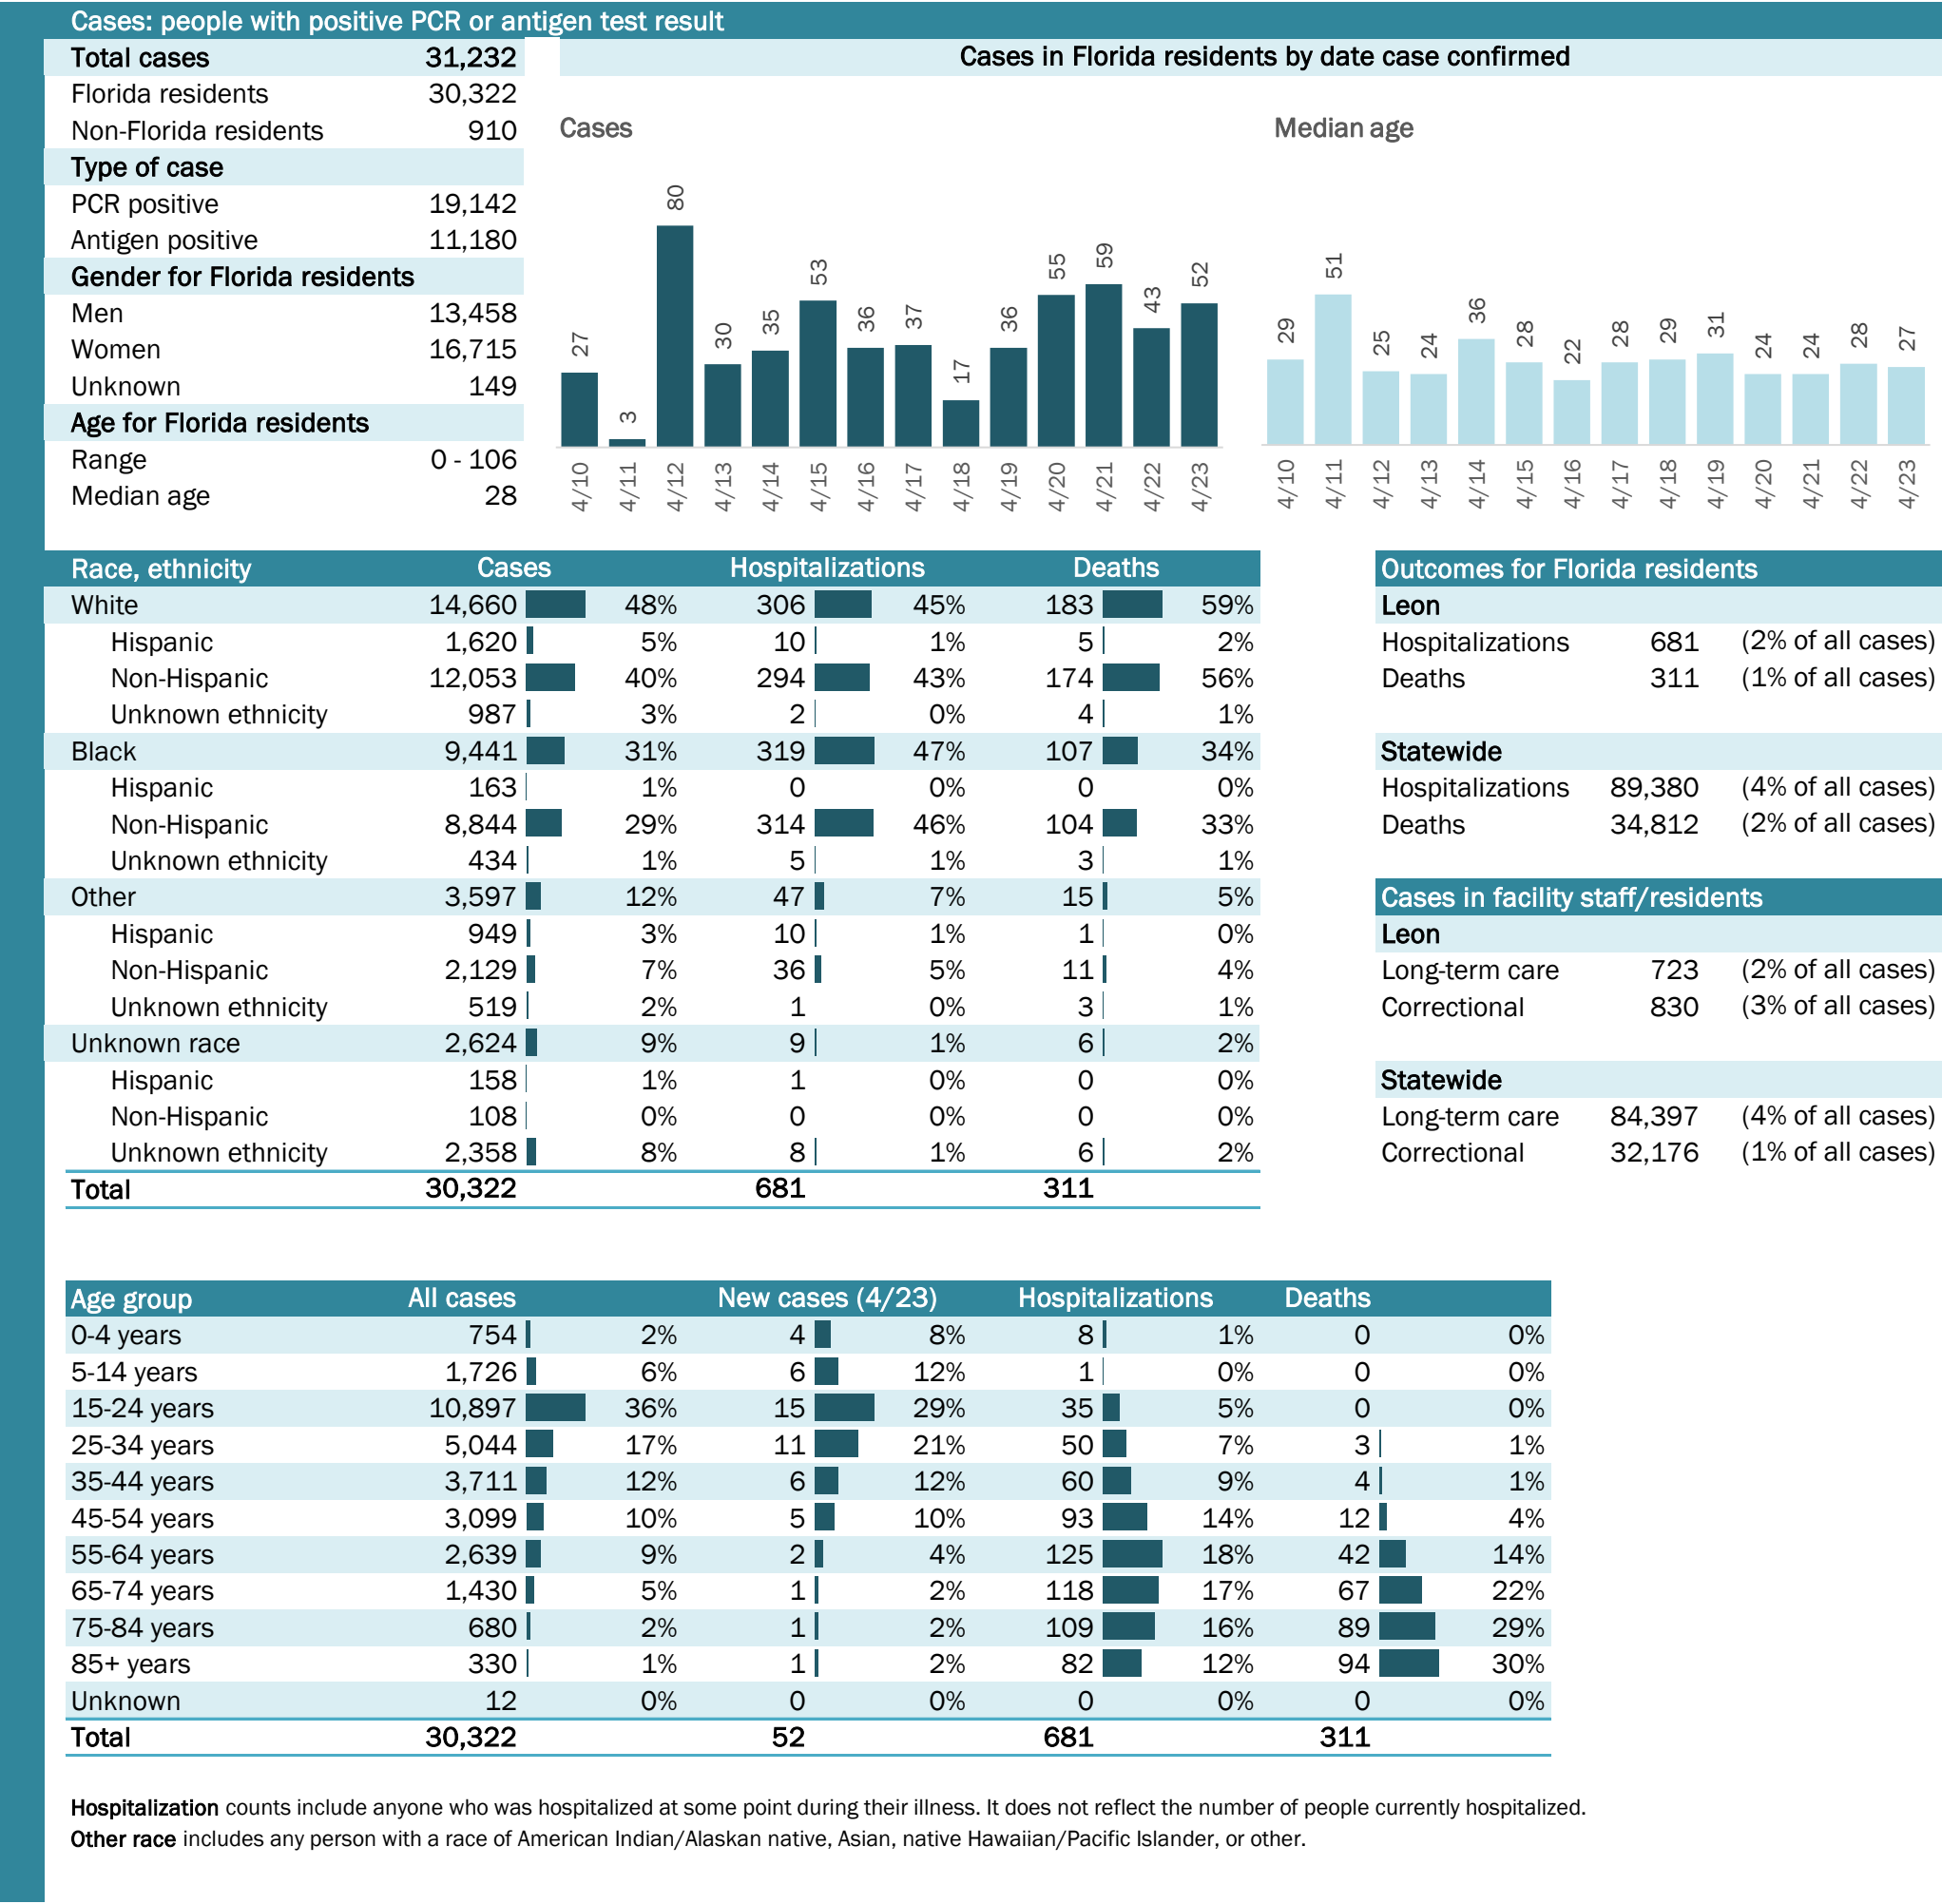 Cases: people with positive PCR or antigen test result
Total cases 31,232
Florida residents 30,322
Non-Florida residents 910
Type of case
PCR positive 19,142
Antigen positive 11,180
Gender for Florida residents
Men 13,458
Women 16,715
Unknown 149
Age for Florida residents
Range 0 - 106
Median age 28
Cases in Florida residents by date case confirmed
Cases
27 3 80 30 35 53 36 37 17 36 55 59 43 52
4/10 4/11 4/12 4/13 4/14 4/15 4/16 4/17 4/18 4/19 4/20 4/21 4/22 4/23
Median age
29 51 25 24 36 28 22 28 29 31 24 24 28 27
4/10 4/11 4/12 4/13 4/14 4/15 4/16 4/17 4/18 4/19 4/20 4/21 4/22 4/23
Race, ethnicity Cases Hospitalizations Deaths
White 14,660 48% 306 45% 183 59%
Hispanic 1,620 5% 10 1% 5 2%
Non-Hispanic 12,053 40% 294 43% 174 56%
Unknown ethnicity 987 3% 2 0% 4 1%
Black 9,441 31% 319 47% 107 34%
Hispanic 163 1% 0 0% 0 0%
Non-Hispanic 8,844 29% 314 46% 104 33%
Unknown ethnicity 434 1% 5 1% 3 1%
Other 3,597 12% 47 7% 15 5%
Hispanic 949 3% 10 1% 1 0%
Non-Hispanic 2,129 7% 36 5% 11 4%
Unknown ethnicity 519 2% 1 0% 3 1%
Unknown race 2,624 9% 9 1% 6 2%
Hispanic 158 1% 1 0% 0 0%
Non-Hispanic 108 0% 0 0% 0 0%
Unknown ethnicity 2,358 8% 8 1% 6 2%
Total 30,322 681 311
Outcomes for Florida residents
Leon
Hospitalizations 681 (2% of all cases)
Deaths 311 (1% of all cases)
Statewide
Hospitalizations 89,380 (4% of all cases)
Deaths 34,812 (2% of all cases)
Cases in facility staff/residents
Leon
Long-term care 723 (2% of all cases)
Correctional 830 (3% of all cases)
Statewide
Long-term care 84,397 (4% of all cases)
Correctional 32,176 (1% of all cases)
Age group All cases New cases (4/23) Hospitalizations Deaths
0-4 years 754 2% 4 8% 8 1% 0 0%
5-14 years 1,726 6% 6 12% 1 0% 0 0%
15-24 years 10,897 36% 15 29% 35 5% 0 0%
25-34 years 5,044 17% 11 21% 50 7% 3 1%
35-44 years 3,711 12% 6 12% 60 9% 4 1%
45-54 years 3,099 10% 5 10% 93 14% 12 4%
55-64 years 2,639 9% 2 4% 125 18% 42 14%
65-74 years 1,430 5% 1 2% 118 17% 67 22%
75-84 years 680 2% 1 2% 109 16% 89 29%
85+ years 330 1% 1 2% 82 12% 94 30%
Unknown 12 0% 0 0% 0 0% 0 0%
Total 30,322 52 681 311
Hospitalization counts include anyone who was hospitalized at some point during their illness. It does not reflect the number of people currently hospitalized.
Other race includes any person with a race of American Indian/Alaskan native, Asian, native Hawaiian/Pacific Islander, or other.